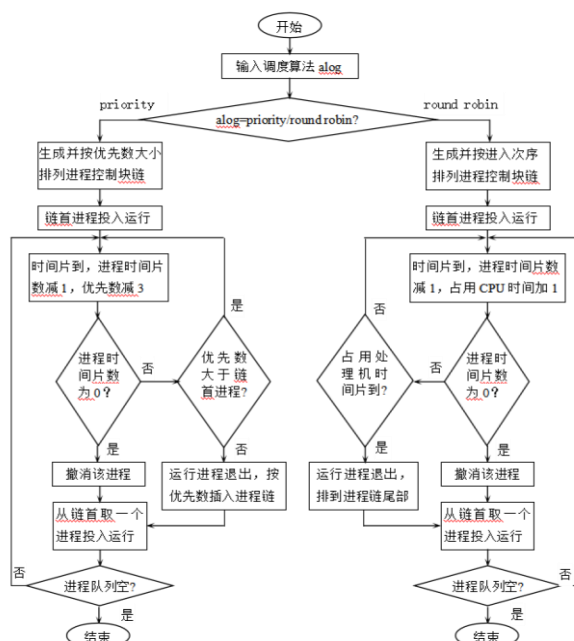 开始
输入调度算法 alog
priority
round robin
alog=priority/round robin?
生成并按优先数大小
排列进程控制块链
链首进程投入运行
时间片到，进程时间片
数减1，优先数减3
是
进程时
间片数
为0?
否
优先数
大于链
首进程?
是
否
撤消该进程
运行进程退出，按
优先数插入进程链
从链首取一个
进程投入运行
否
进程队列空?
是
结束
生成并按进入次序
排列进程控制块链
链首进程投入运行
时间片到，进程时间片数
减1，占用CPU时间加1
否
占用处
理机时
间片到?
否
进程时
间片数
为0?
是
是
运行进程退出，
排到进程链尾部
撤消该进程
从链首取一个
进程投入运行
进程队列空?
否
是
结束